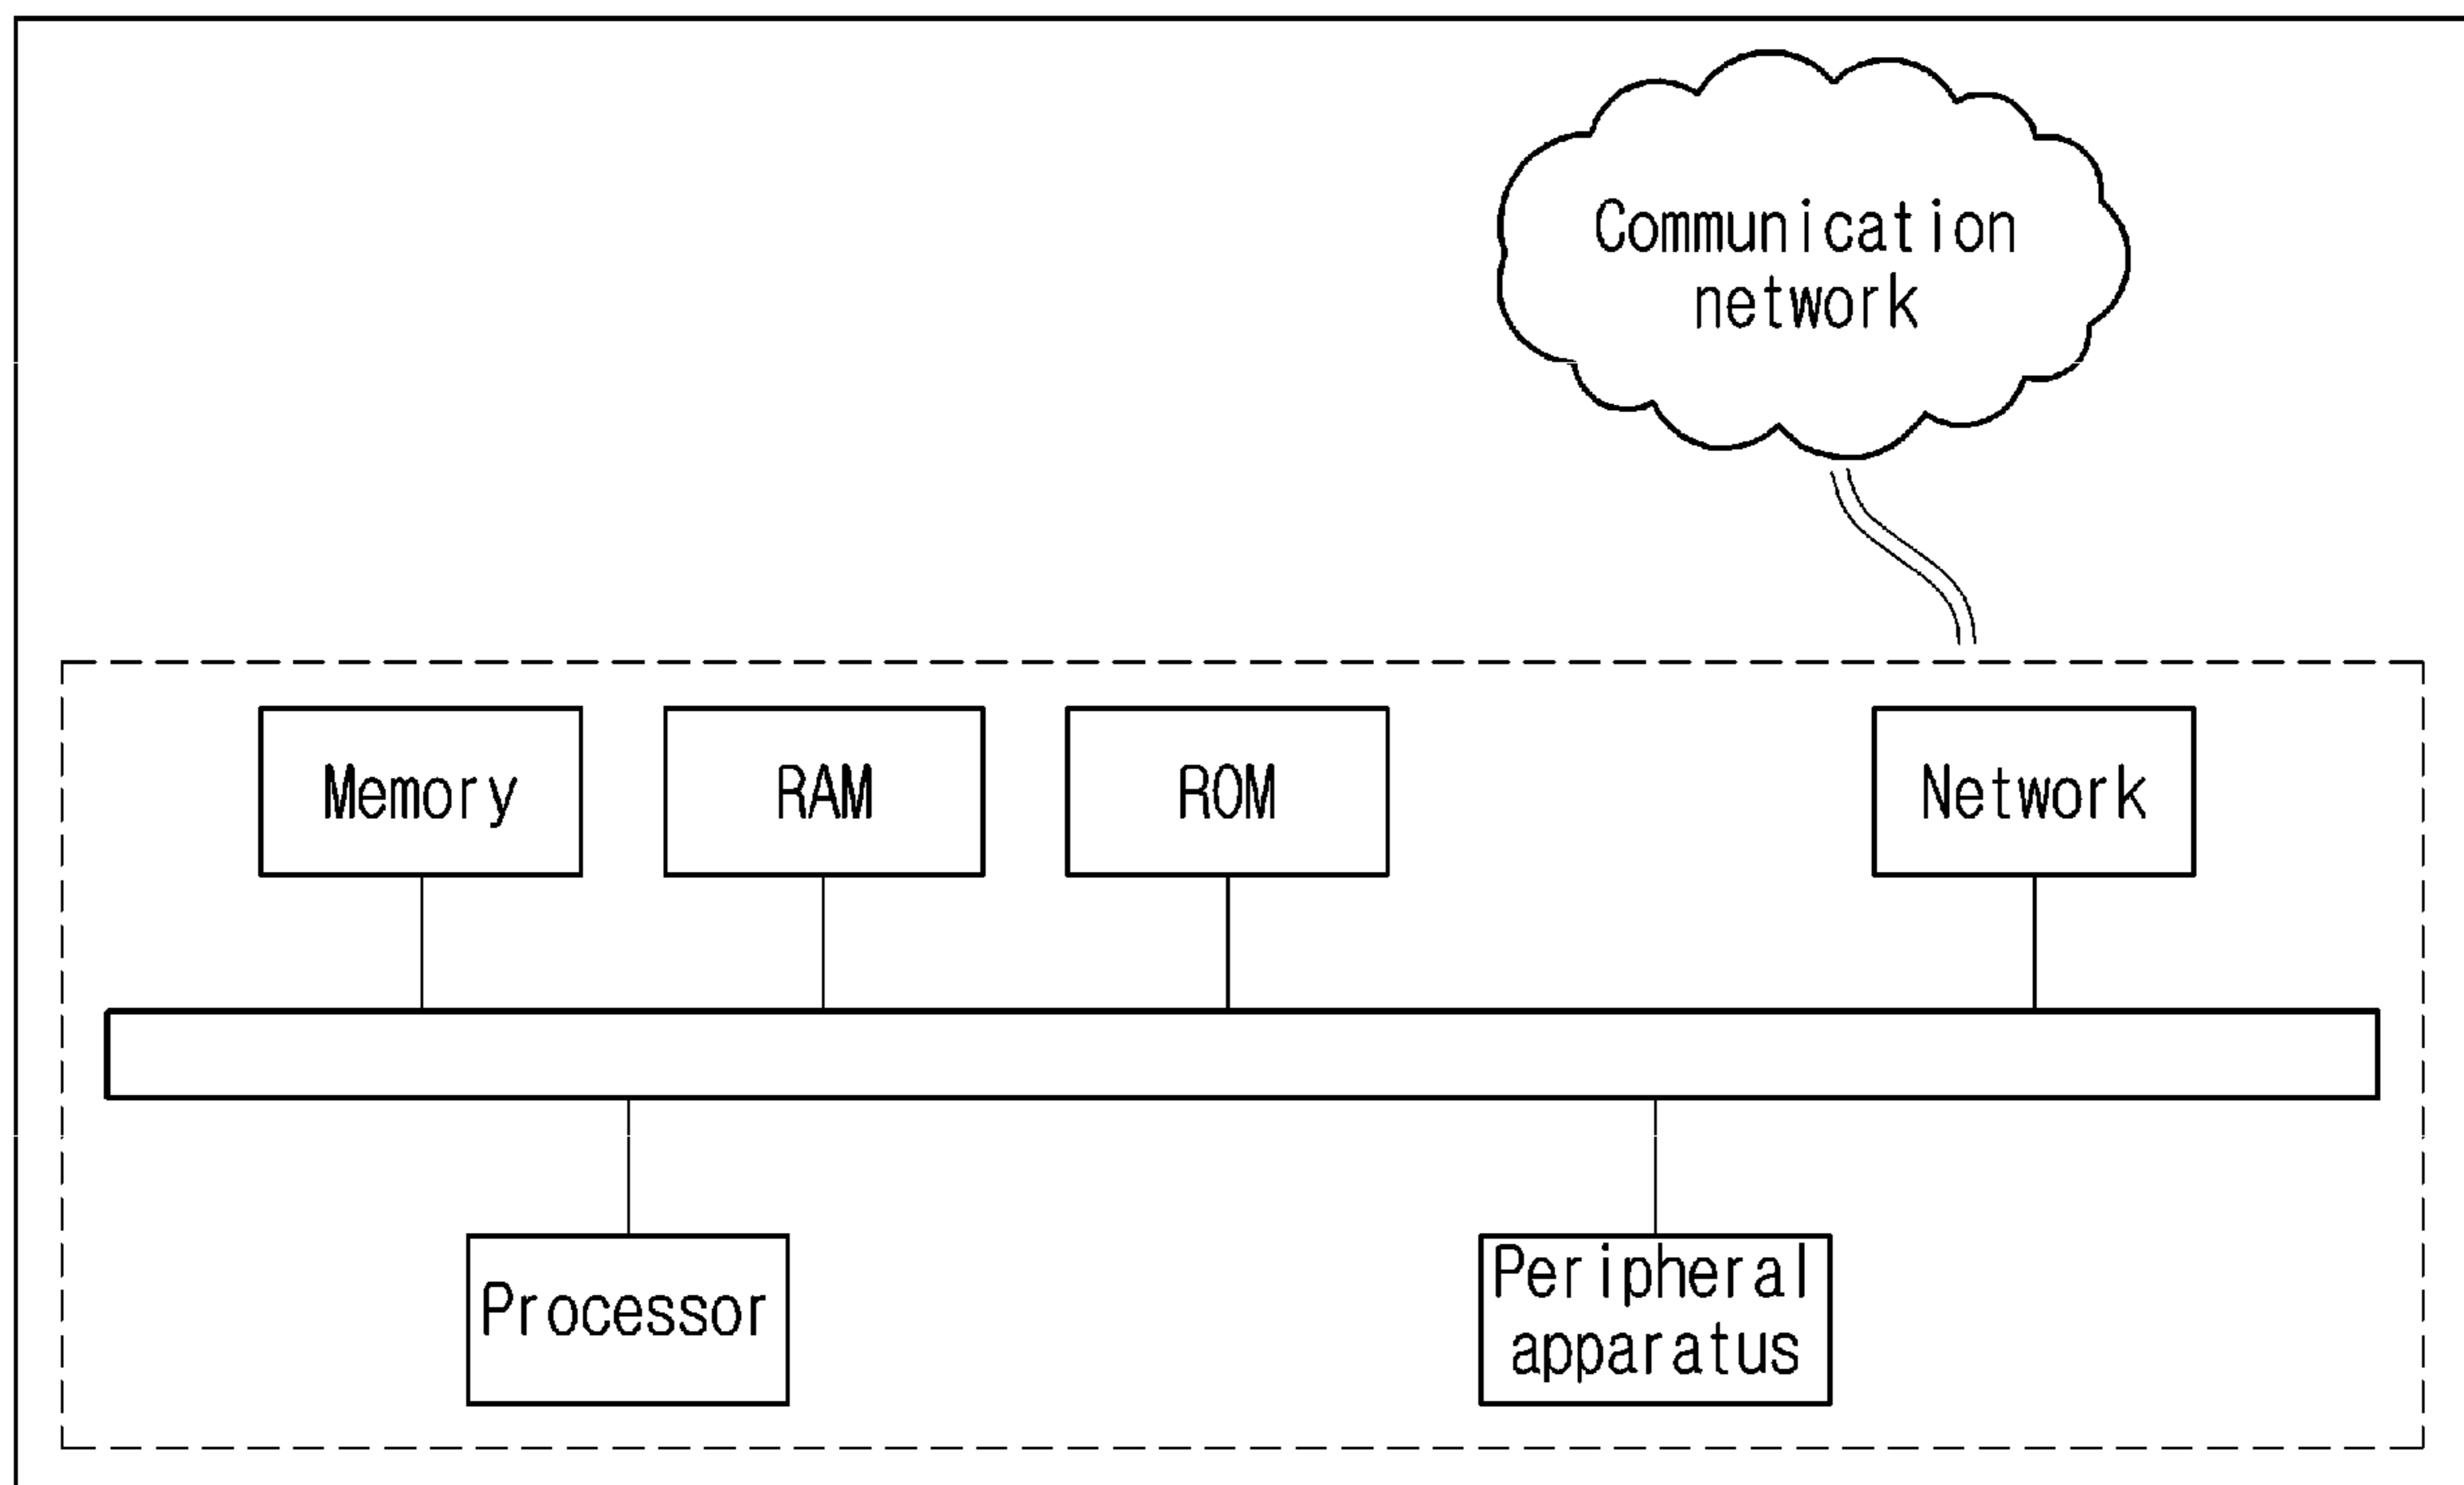 Communication
network
Memory
RAM
ROM
Network
Processor
Peripheral
apparatus